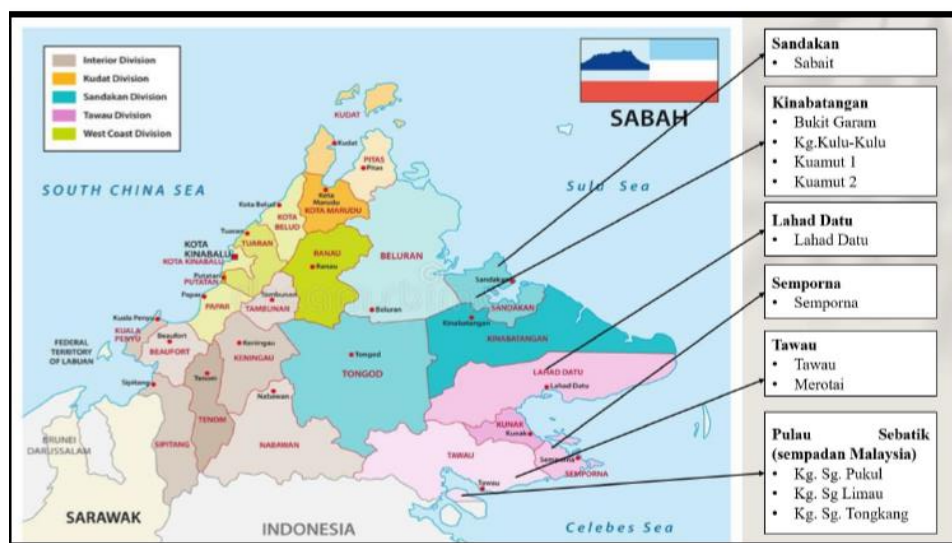 Interior Division
Kudat Division
Sandakan Division
Tawau Division
West Coast Division
SABAH
SOUTH CHINA SEA
Sulu Sea
Celebes Sea
KUDAT
Kudat
PITAS
Pitas
Kota
Marudu
KOTA MARUDU
Kota Belud
KOTA
BELUD
Tuaran
TUARAN
KOTA
KINABALU
KOTA KINABALU
Putatan
PUTATAN
RANAU
Ranau
BELURAN
Beluran
Papar
PAPAR
Tambunan
TAMBUNAN
Sandakan
SANDAKAN
Kinabatangan
KINABATANGAN
Kuala Penyu
KUALA
PENYU
Beaufort
BEAUFORT
FEDERAL
TERRITORY
OF LABUAN
Keningau
KENINGAU
Tongod
TONGOD
LAHAD DATU
Lahad Datu
Sipitang
SIPITANG
Tenom
TENOM
Nabawan
NABAWAN
KUNAK
Kunak
TAWAU
Tawau
Semporna
SEMPORNA
BRUNEI
DARUSSALAM
SARAWAK
INDONESIA
Sandakan
• Sabait
Kinabatangan
• Bukit Garam
• Kg.Kulu-Kulu
• Kuamut 1
• Kuamut 2
Lahad Datu
• Lahad Datu
Semporna
• Semporna
Tawau
• Tawau
• Merotai
Pulau Sebatik
(sempadan Malaysia)
• Kg. Sg. Pukul
• Kg. Sg Limau
• Kg. Sg. Tongkang